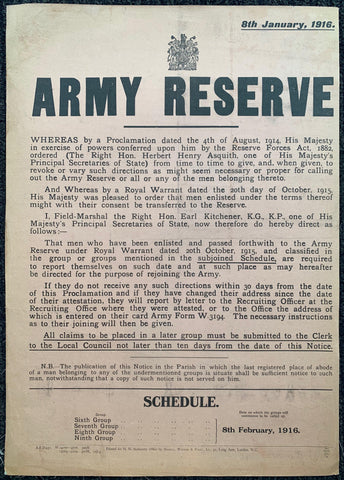 8th January, 1916.
ARMY RESERVE
WHEREAS by a Proclamation dated the 4th of August, 1914, His Majesty
in exercise of powers conferred upon him by the Reserve Forces Act, 1882,
ordered (The Right Hon. Herbert Henry Asquith, one of His Majesty's
Principal Secretaries of State) from time to time to give, and, when given, to
revoke or vary such directions as might seem necessary or proper for calling
out the Army Reserve or all or any of the men belonging thereto.
And Whereas by a Royal Warrant dated the 20th day of October, 1915,
His Majesty was pleased to order that men enlisted under the terms thereof
might with their consent be transferred to the Reserve.
I, Field-Marshal the Right Hon. Earl Kitchener, K.G., K.P., one of His
Majesty's Principal Secretaries of State, now therefore do hereby direct as
follows:—
That men who have been enlisted and passed forthwith to the Army
Reserve under Royal Warrant dated 20th October, 1915, and classified in
the group or groups mentioned in the subjoined Schedule, are required
to report themselves on such date and at such place as may hereafter
be directed for the purpose of rejoining the Army.
If they do not receive any such directions within 30 days from the date
of this Proclamation and if they have changed their address since the date
of their attestation, they will report by letter to the Recruiting Officer at the
Recruiting Office where they were attested, or to the Office the address of
which is entered on their card Army Form W.3194. The necessary instructions
as to their joining will then be given.
All claims to be placed in a later group must be submitted to the Clerk
to the Local Council not later than ten days from the date of this Notice.
N.B.—The publication of this Notice in the Parish in which the last registered place of abode
of a man belonging to any of the undermentioned groups is situate shall be sufficient notice to such
man, notwithstanding that a copy of such notice is not served on him.
SCHEDULE.
Group
Sixth Group
Seventh Group
Eighth Group
Ninth Group
Date on which the groups will
commence to be called up.
8th February, 1916.